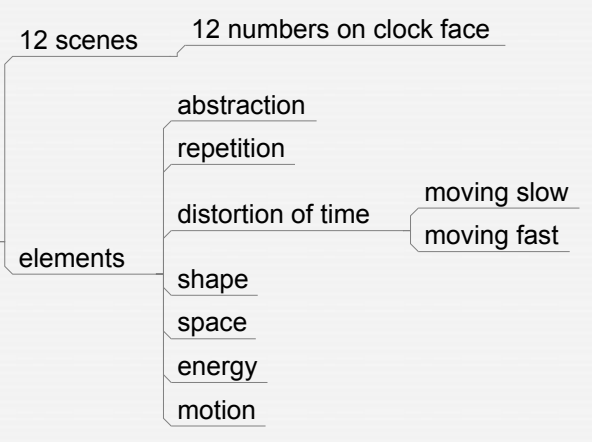 12 scenes
12 numbers on clock face
elements
abstraction
repetition
distortion of time
moving slow
moving fast
shape
space
energy
motion